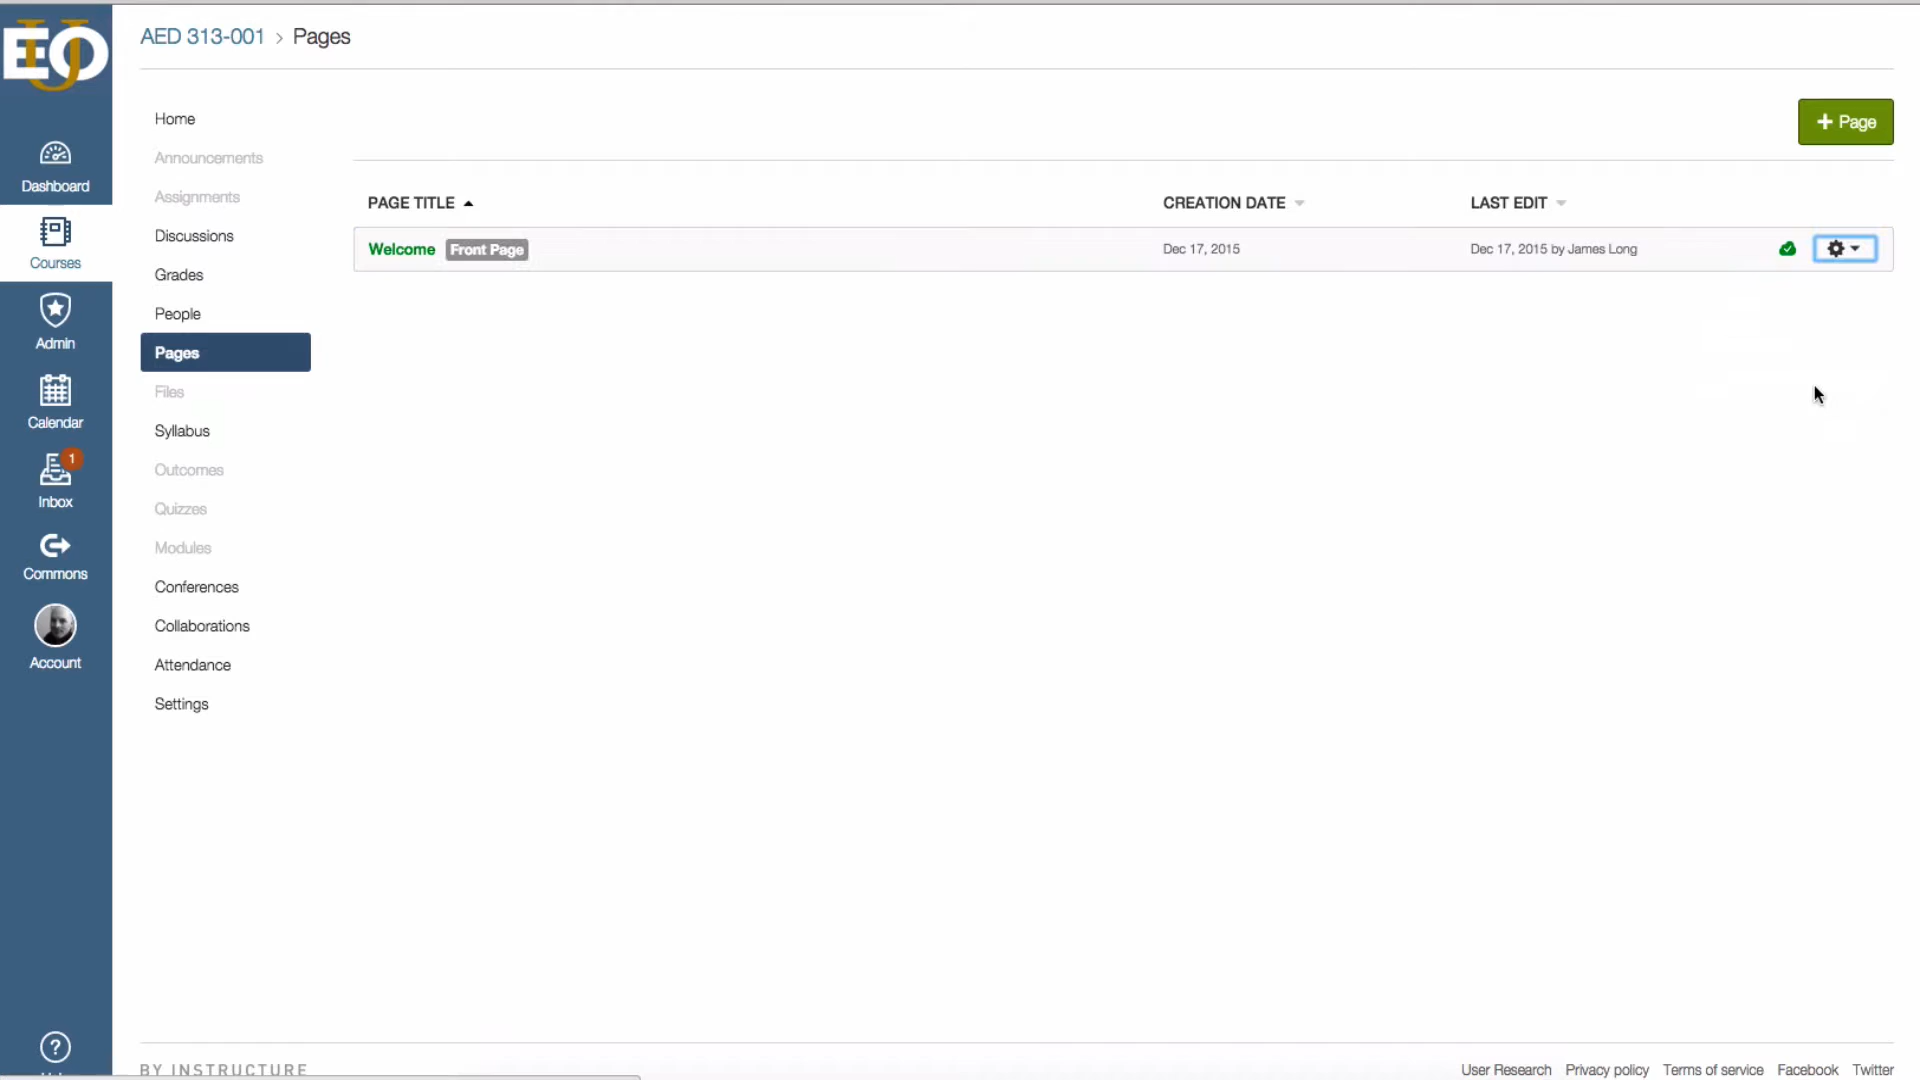 EOU
AED 313-001 > Pages
Dashboard
Courses
Admin
Calendar
1
Inbox
Commons
Account
?
Home
Announcements
Assignments
Discussions
Grades
People
Pages
Files
Syllabus
Outcomes
Quizzes
Modules
Conferences
Collaborations
Attendance
Settings
+ Page
PAGE TITLE CREATION DATE LAST EDIT
Welcome Front Page Dec 17, 2015 Dec 17, 2015 by James Long
BY INSTRUCTURE User Research Privacy policy Terms of service Facebook Twitter